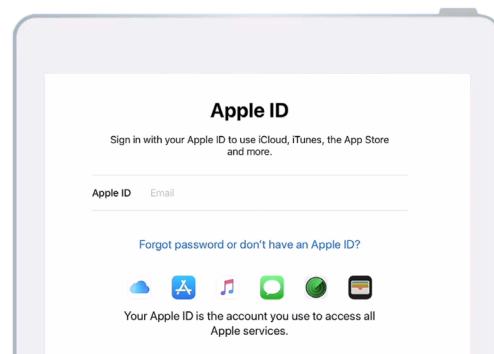 Apple ID
Sign in with your Apple ID to use iCloud, iTunes, the App Store
and more.
Apple ID Email
Forgot password or don't have an Apple ID?
Your Apple ID is the account you use to access all
Apple services.